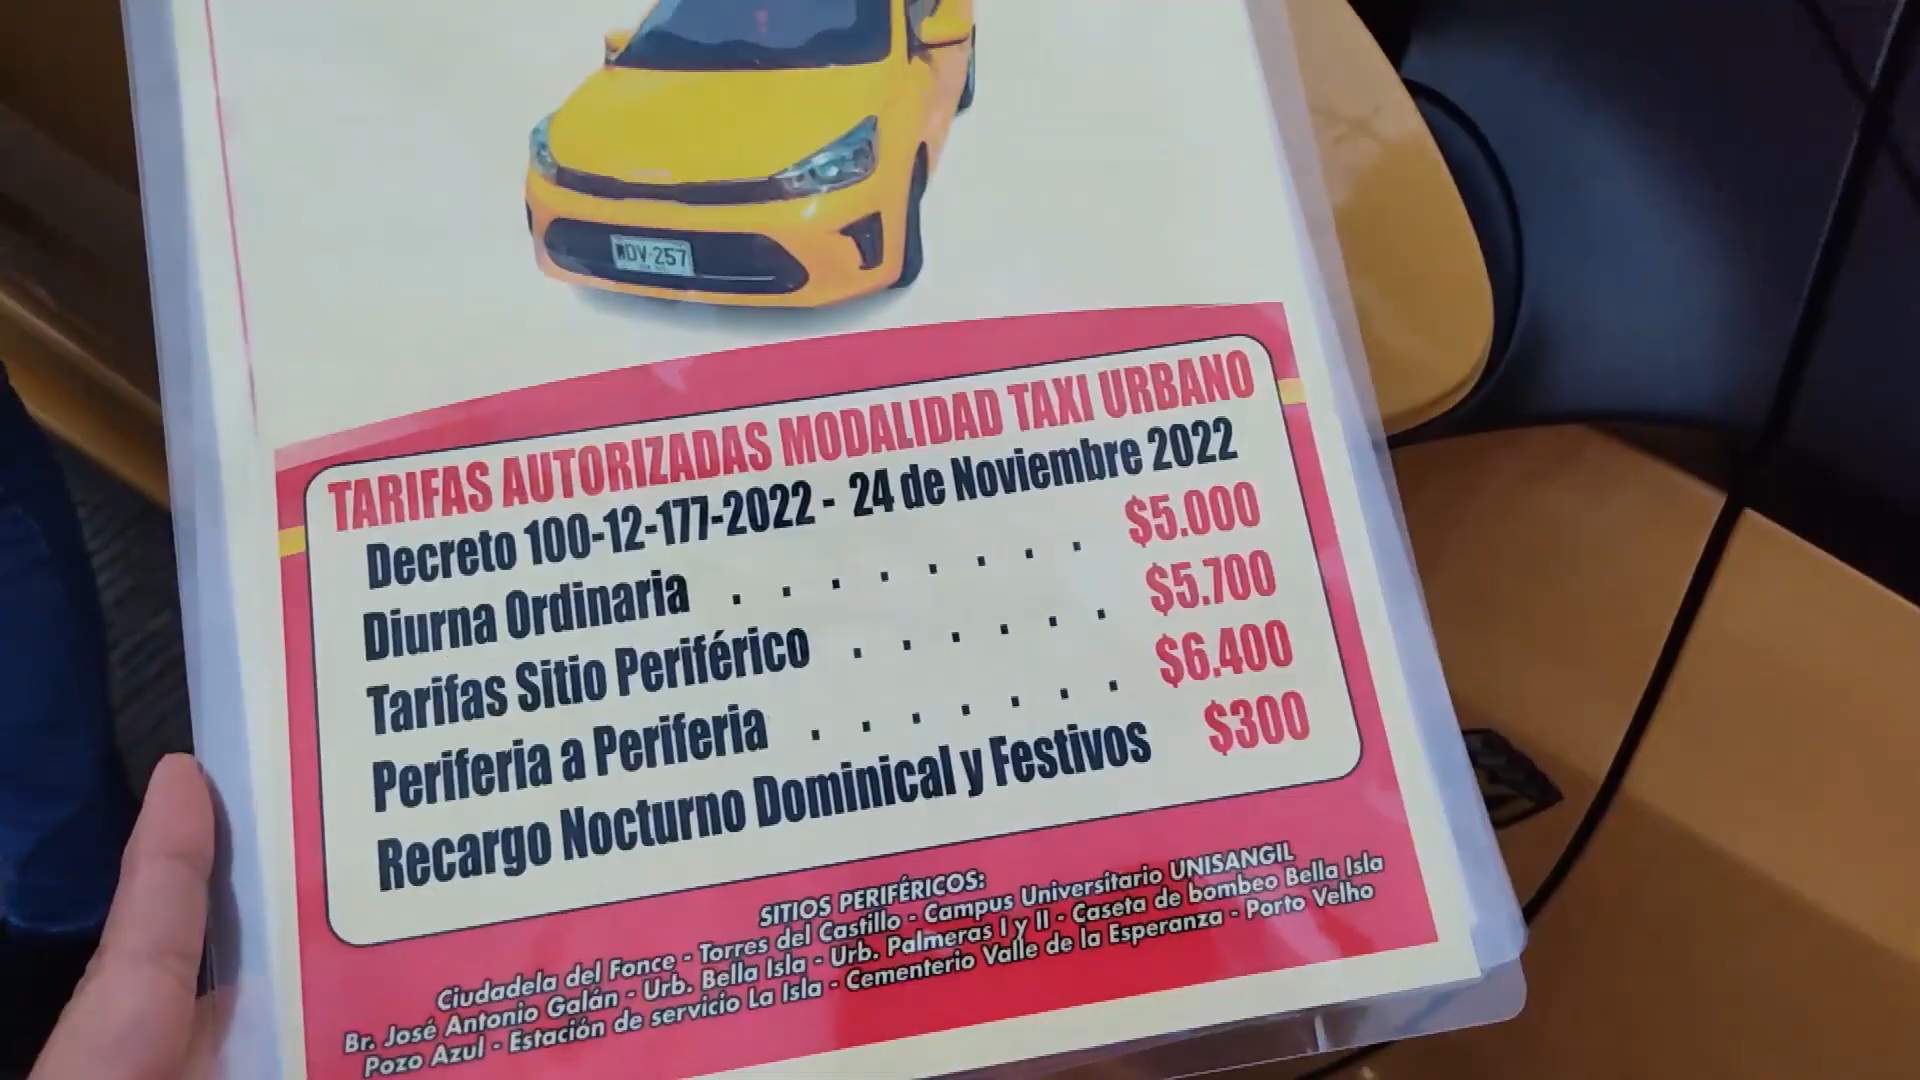 WDV-257
TARIFAS AUTORIZADAS MODALIDAD TAXI URBANO
Decreto 100-12-177-2022 - 24 de Noviembre 2022
Diurna Ordinaria . . . . . . . . $5.000
Tarifas Sitio Periférico . . . . . . $5.700
Periferia a Periferia . . . . . . . $6.400
Recargo Nocturno Dominical y Festivos $300
SITIOS PERIFÉRICOS:
Ciudadela del Fonce - Torres del Castillo - Campus Universitario UNISANGIL
Br. José Antonio Galán - Urb. Bella Isla - Urb. Palmeras I y II - Caseta de bombeo Bella Isla
Pozo Azul - Estación de servicio La Isla - Cementerio Valle de la Esperanza - Porto Velho